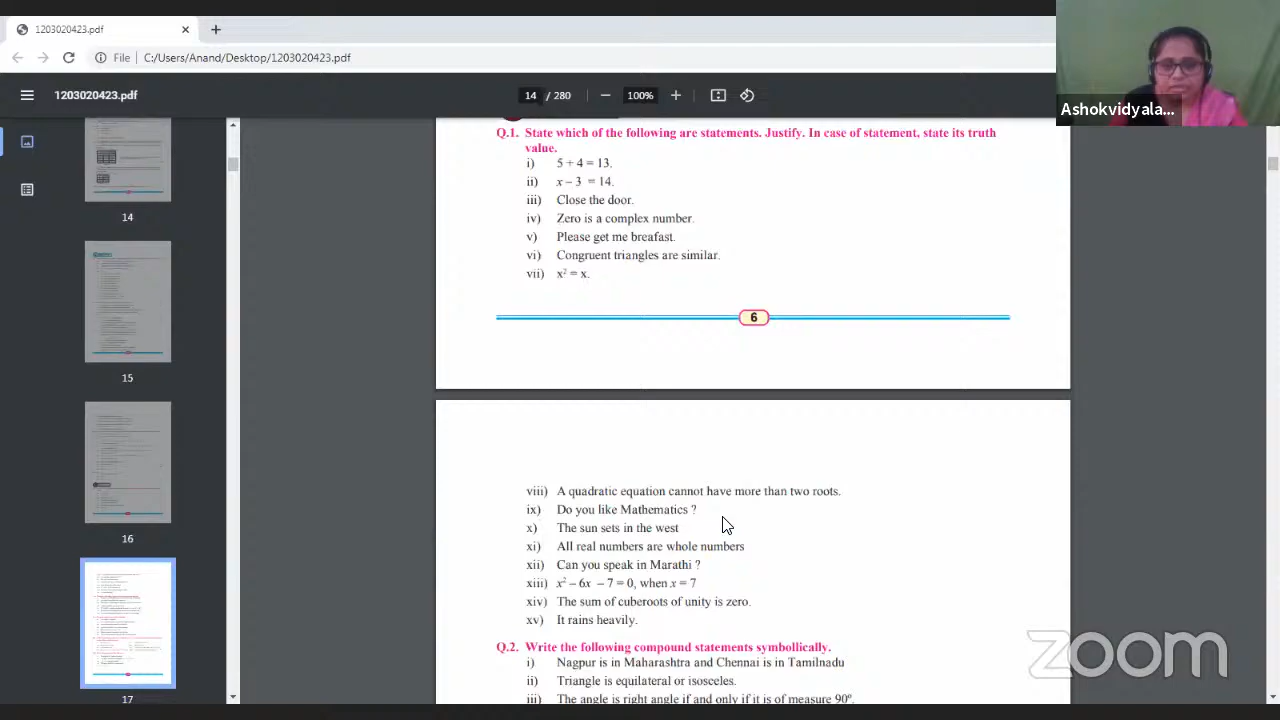 1203020423.pdf
File
C:/Users/Anand/Desktop/1203020423.pdf
1203020423.pdf
14 / 280
100%
Ashokvidyala...
14
15
16
17
Q.1. State which of the following are statements. Justify. In case of statement, state its truth
value.
i) 5 + 4 = 13.
ii) x – 3 = 14.
iii) Close the door.
iv) Zero is a complex number.
v) Please get me breafast.
vi) Congruent triangles are similar.
vii) x² = x.
6
viii) A quadratic equation cannot have more than two roots.
ix) Do you like Mathematics ?
x) The sun sets in the west
xi) All real numbers are whole numbers
xii) Can you speak in Marathi ?
xiii) x² – 6x – 7 = 0, when x = 7
xiv) The sum of cuberoots of unity is zero.
xv) It rains heavily.
Q.2. Write the following compound statements symbollically.
i) Nagpur is in Maharashtra and Chennai is in Tamilnadu
ii) Triangle is equilateral or isosceles.
iii) The angle is right angle if and only if it is of measure 90°.
zoom